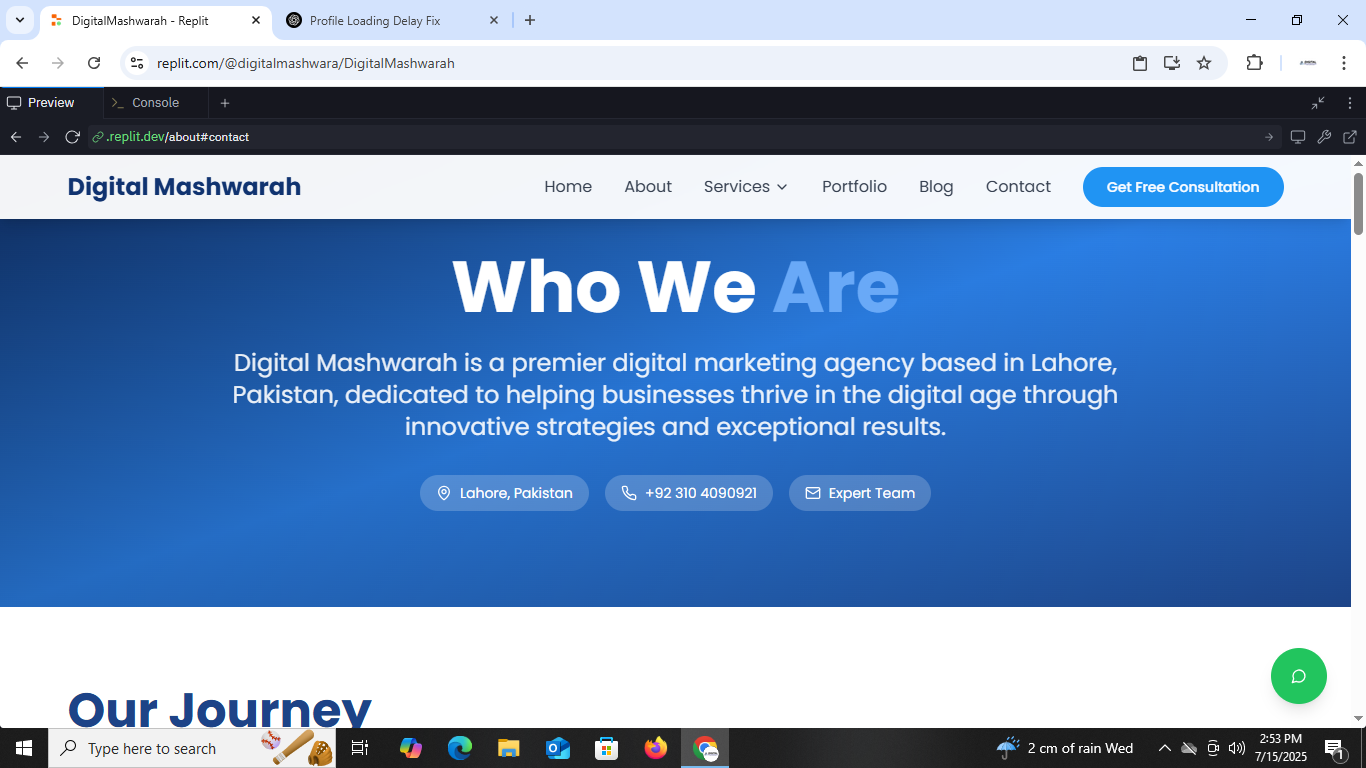 DigitalMashwarah - Replit
Profile Loading Delay Fix
replit.com/@digitalmashwara/DigitalMashwarah
Preview
Console
.replit.dev/about#contact
Digital Mashwarah
Home
About
Services
Portfolio
Blog
Contact
Get Free Consultation
Who We Are
Digital Mashwarah is a premier digital marketing agency based in Lahore,
Pakistan, dedicated to helping businesses thrive in the digital age through
innovative strategies and exceptional results.
Lahore, Pakistan
+92 310 4090921
Expert Team
Our Journey
Type here to search
2 cm of rain Wed
2:53 PM
7/15/2025
1